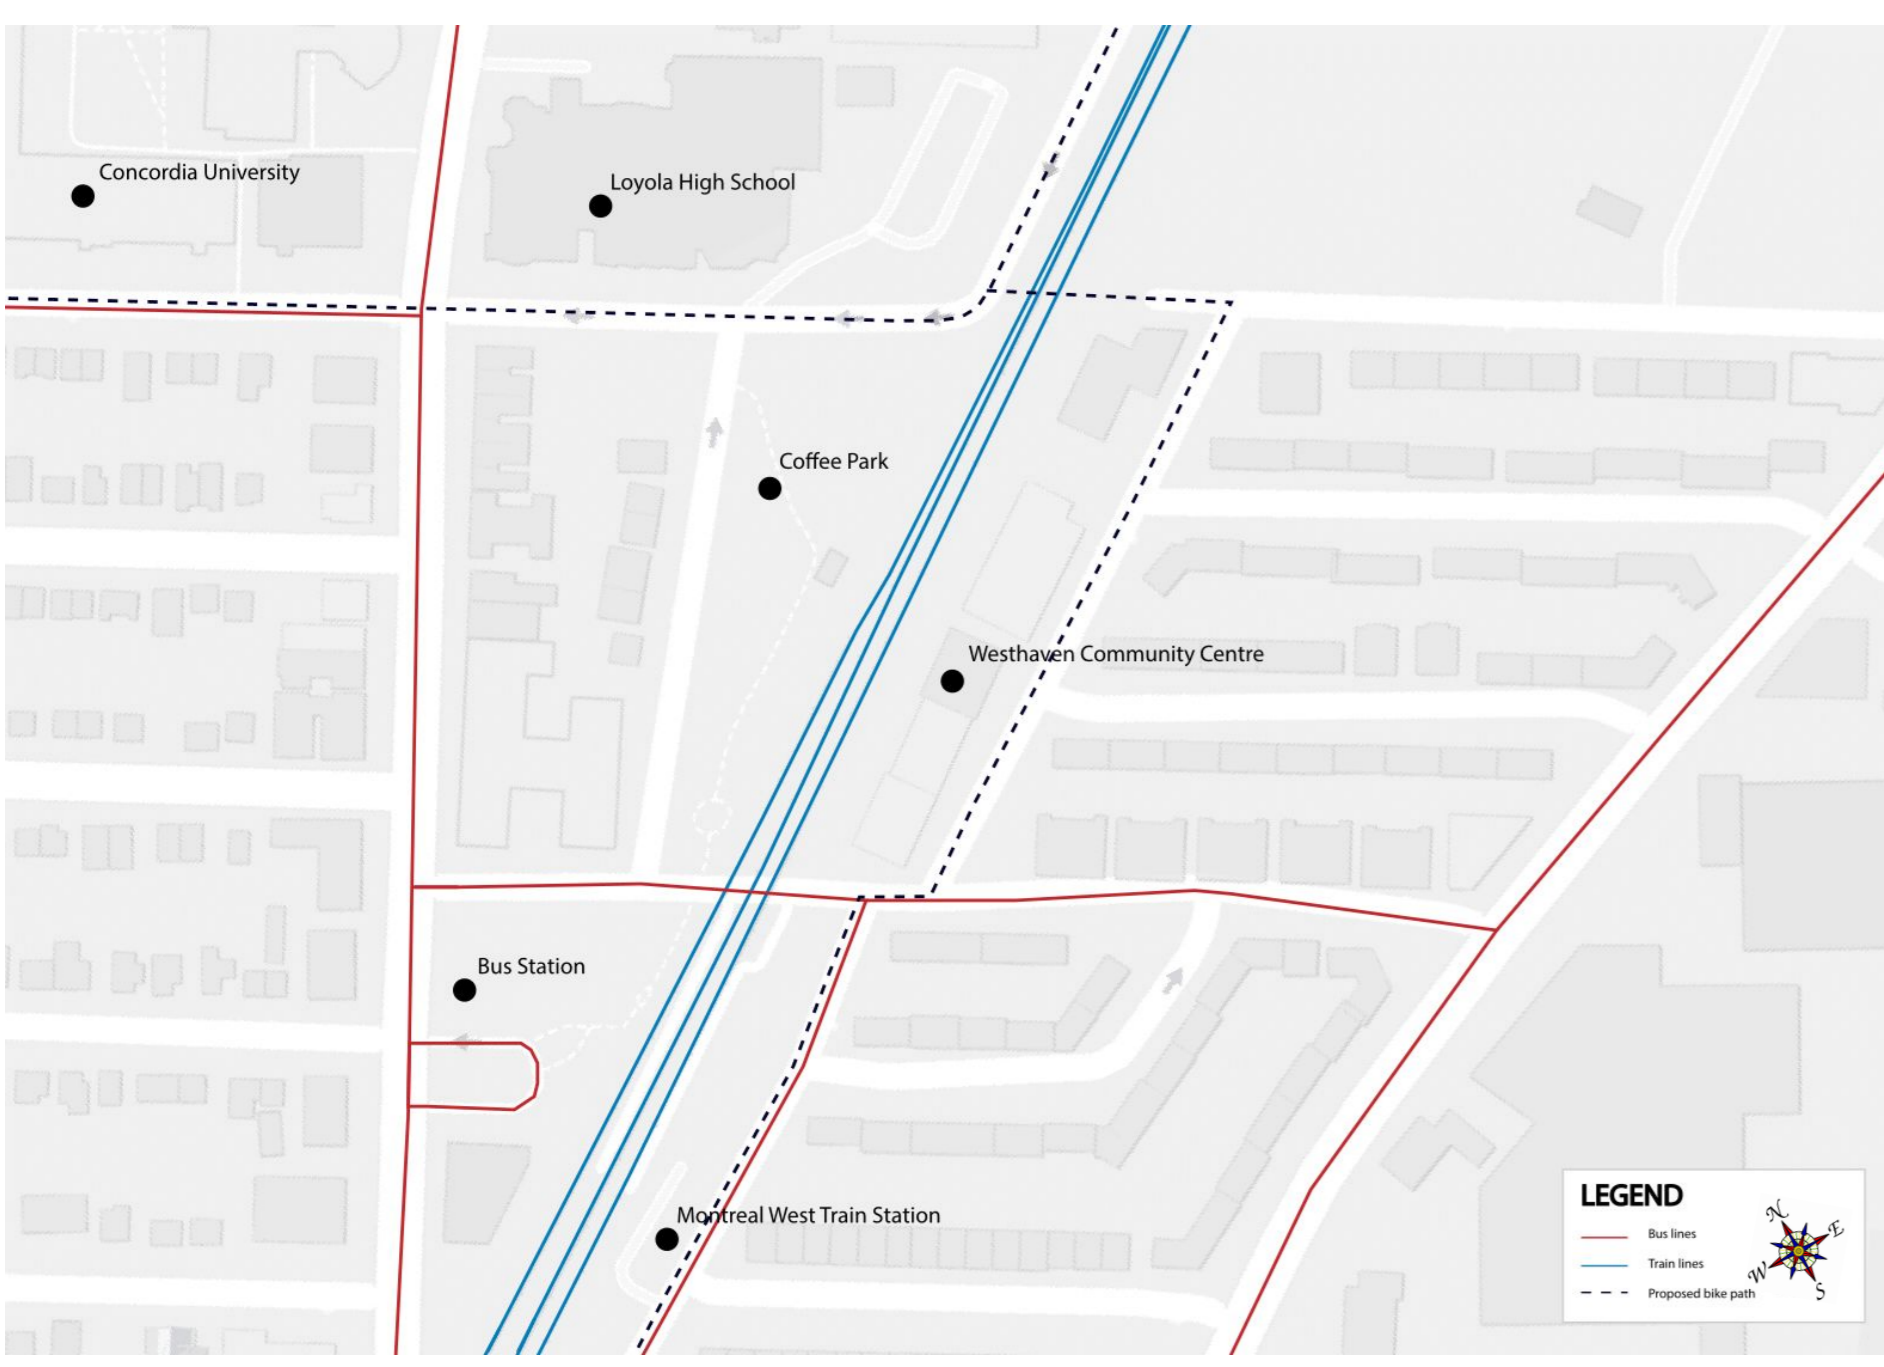 Concordia University
Loyola High School
Coffee Park
Westhaven Community Centre
Bus Station
Montreal West Train Station
LEGEND
Bus lines
Train lines
Proposed bike path
N
E
W
S